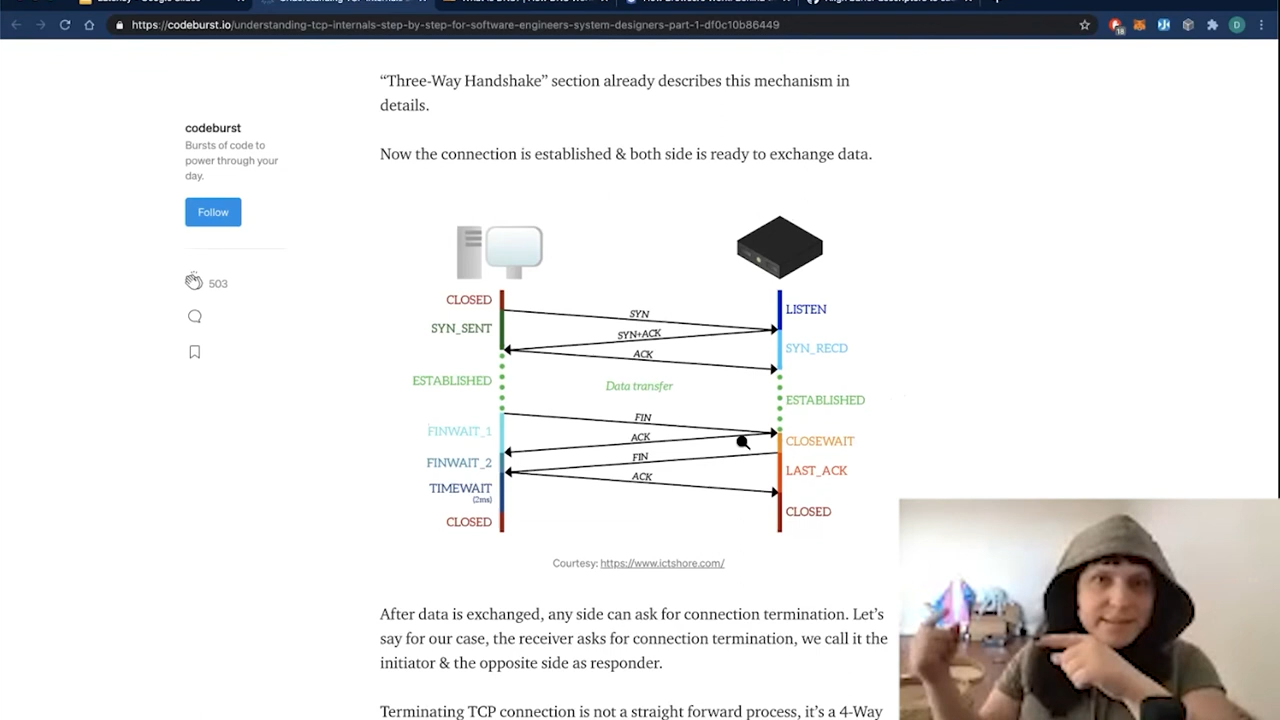 https://codeburst.io/understanding-tcp-internals-step-by-step-for-software-engineers-system-designers-part-1-df0c10b86449
18
D
“Three-Way Handshake” section already describes this mechanism in
details.
codeburst
Bursts of code to
power through your
day.
Follow
503
Now the connection is established & both side is ready to exchange data.
CLOSED
SYN
LISTEN
SYN_SENT
SYN+ACK
SYN_RECD
ACK
ESTABLISHED
Data transfer
ESTABLISHED
FIN
FINWAIT_1
ACK
CLOSEWAIT
FIN
FINWAIT_2
LAST_ACK
ACK
TIMEWAIT
(2ms)
CLOSED
CLOSED
Courtesy: https://www.ictshore.com/
After data is exchanged, any side can ask for connection termination. Let’s
say for our case, the receiver asks for connection termination, we call it the
initiator & the opposite side as responder.
Terminating TCP connection is not a straight forward process, it’s a 4-Way